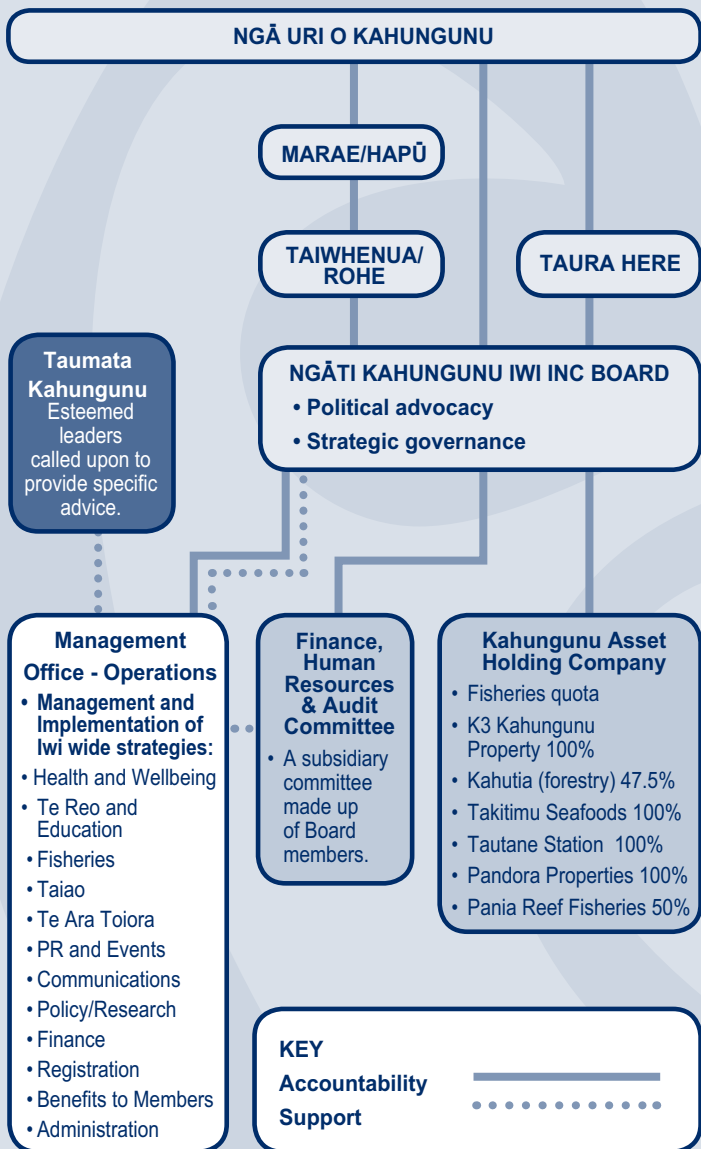 NGĀ URI O KAHUNGUNU
MARAE/HAPŪ
TAIWHENUA/
ROHE
TAURA HERE
Taumata
Kahungunu
Esteemed
leaders
called upon to
provide specific
advice.
NGĀTI KAHUNGUNU IWI INC BOARD
• Political advocacy
• Strategic governance
Management
Office - Operations
• Management and
Implementation of
Iwi wide strategies:
• Health and Wellbeing
• Te Reo and
Education
• Fisheries
• Taiao
• Te Ara Toiora
• PR and Events
• Communications
• Policy/Research
• Finance
• Registration
• Benefits to Members
• Administration
Finance,
Human
Resources
& Audit
Committee
• A subsidiary
committee
made up
of Board
members.
Kahungunu Asset
Holding Company
• Fisheries quota
• K3 Kahungunu
Property 100%
• Kahutia (forestry) 47.5%
• Takitimu Seafoods 100%
• Tautane Station 100%
• Pandora Properties 100%
• Pania Reef Fisheries 50%
KEY
Accountability
Support